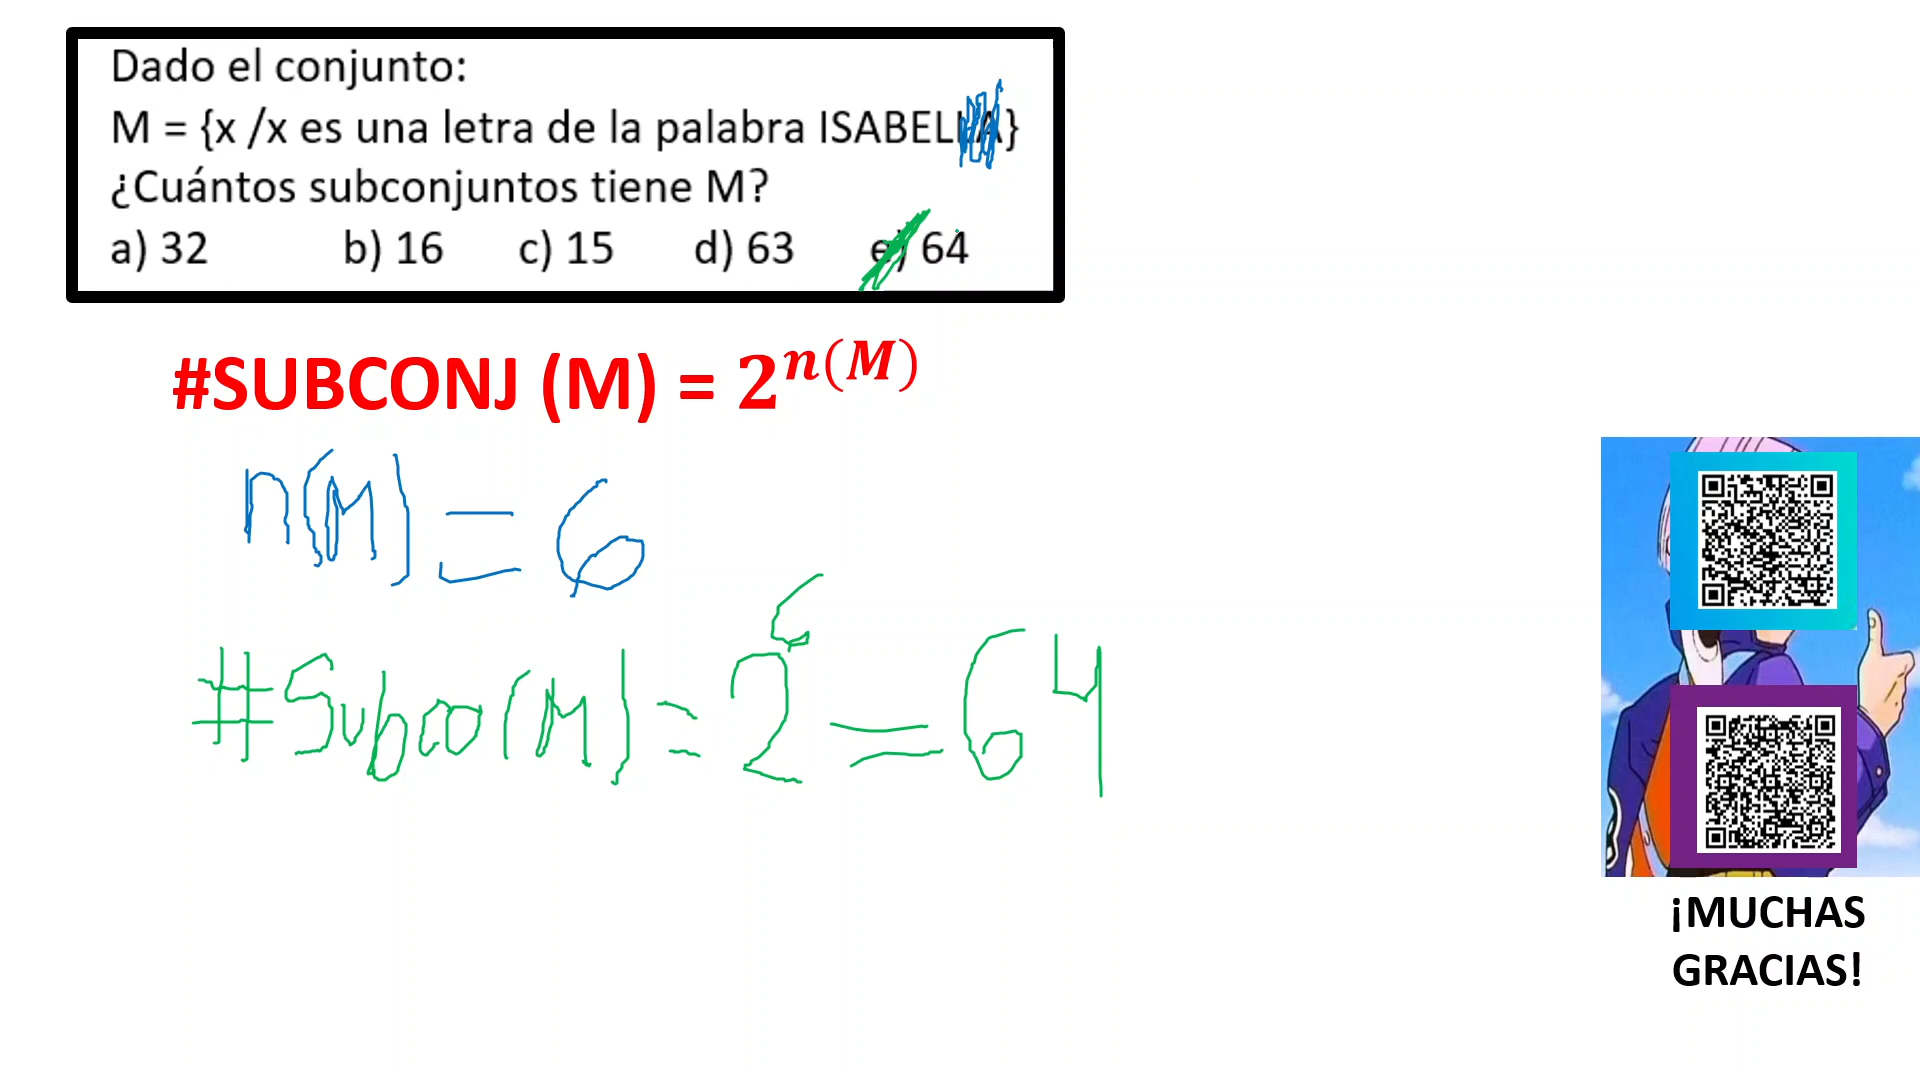 Dado el conjunto:
M = {x /x es una letra de la palabra ISABELLA}
¿Cuántos subconjuntos tiene M?
a) 32 b) 16 c) 15 d) 63 e) 64
#SUBCONJ (M) = 2^n(M)
n(M) = 6
#Subco(M) = 2^6 = 64
¡MUCHAS
GRACIAS!